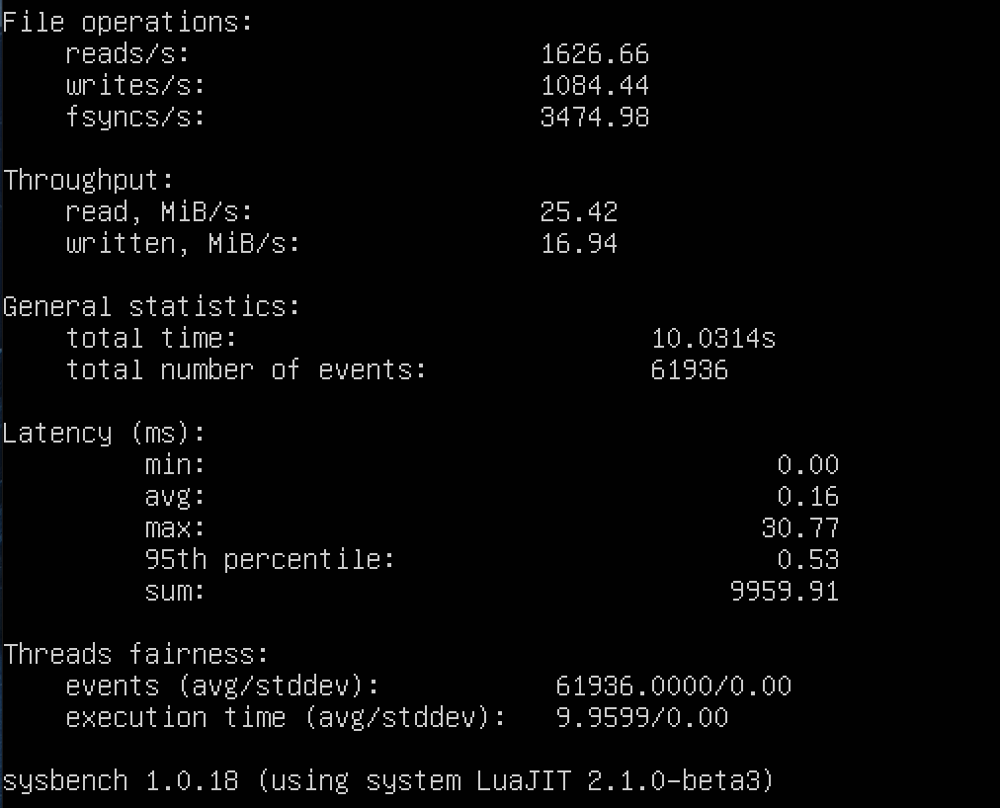 File operations:
    reads/s:                      1626.66
    writes/s:                     1084.44
    fsyncs/s:                     3474.98

Throughput:
    read, MiB/s:                  25.42
    written, MiB/s:               16.94

General statistics:
    total time:                          10.0314s
    total number of events:              61936

Latency (ms):
         min:                                    0.00
         avg:                                    0.16
         max:                                   30.77
         95th percentile:                        0.53
         sum:                                 9959.91

Threads fairness:
    events (avg/stddev):           61936.0000/0.00
    execution time (avg/stddev):   9.9599/0.00

sysbench 1.0.18 (using system LuaJIT 2.1.0-beta3)